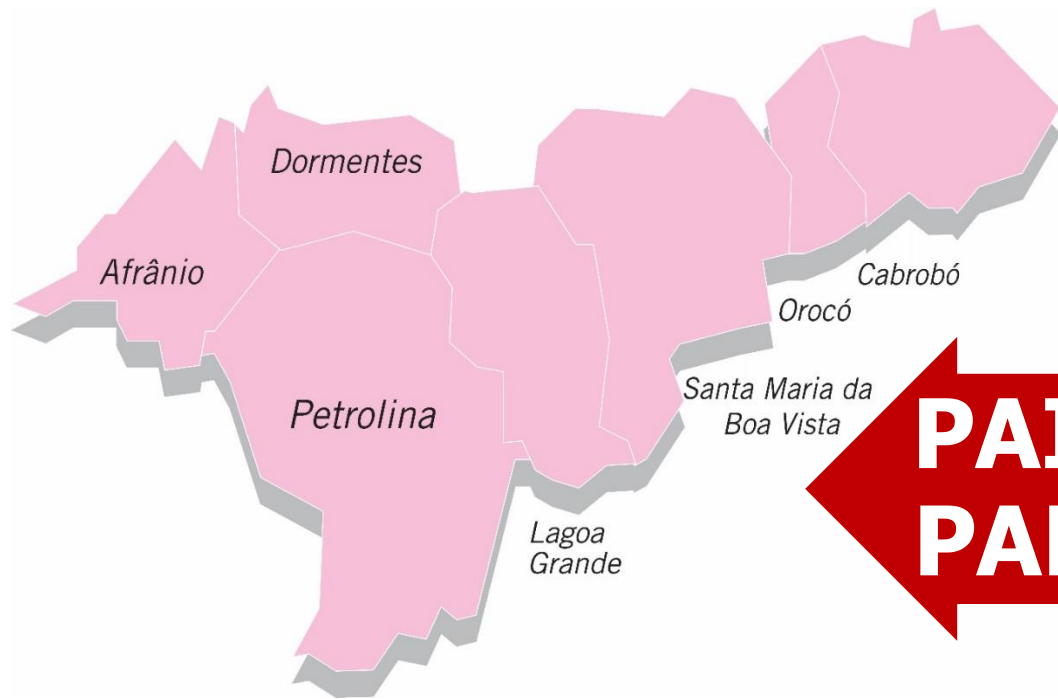 Dormentes
Afrânio
Cabrobó
Orocó
Santa Maria da
Boa Vista
Petrolina
Lagoa
Grande